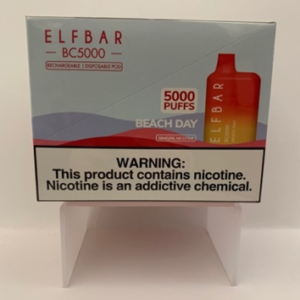 ELFBAR
BC5000
RECHARGEABLE | DISPOSABLE POD
5000
PUFFS
BEACH DAY
ELFBAR
WARNING:
This product contains nicotine.
Nicotine is an addictive chemical.